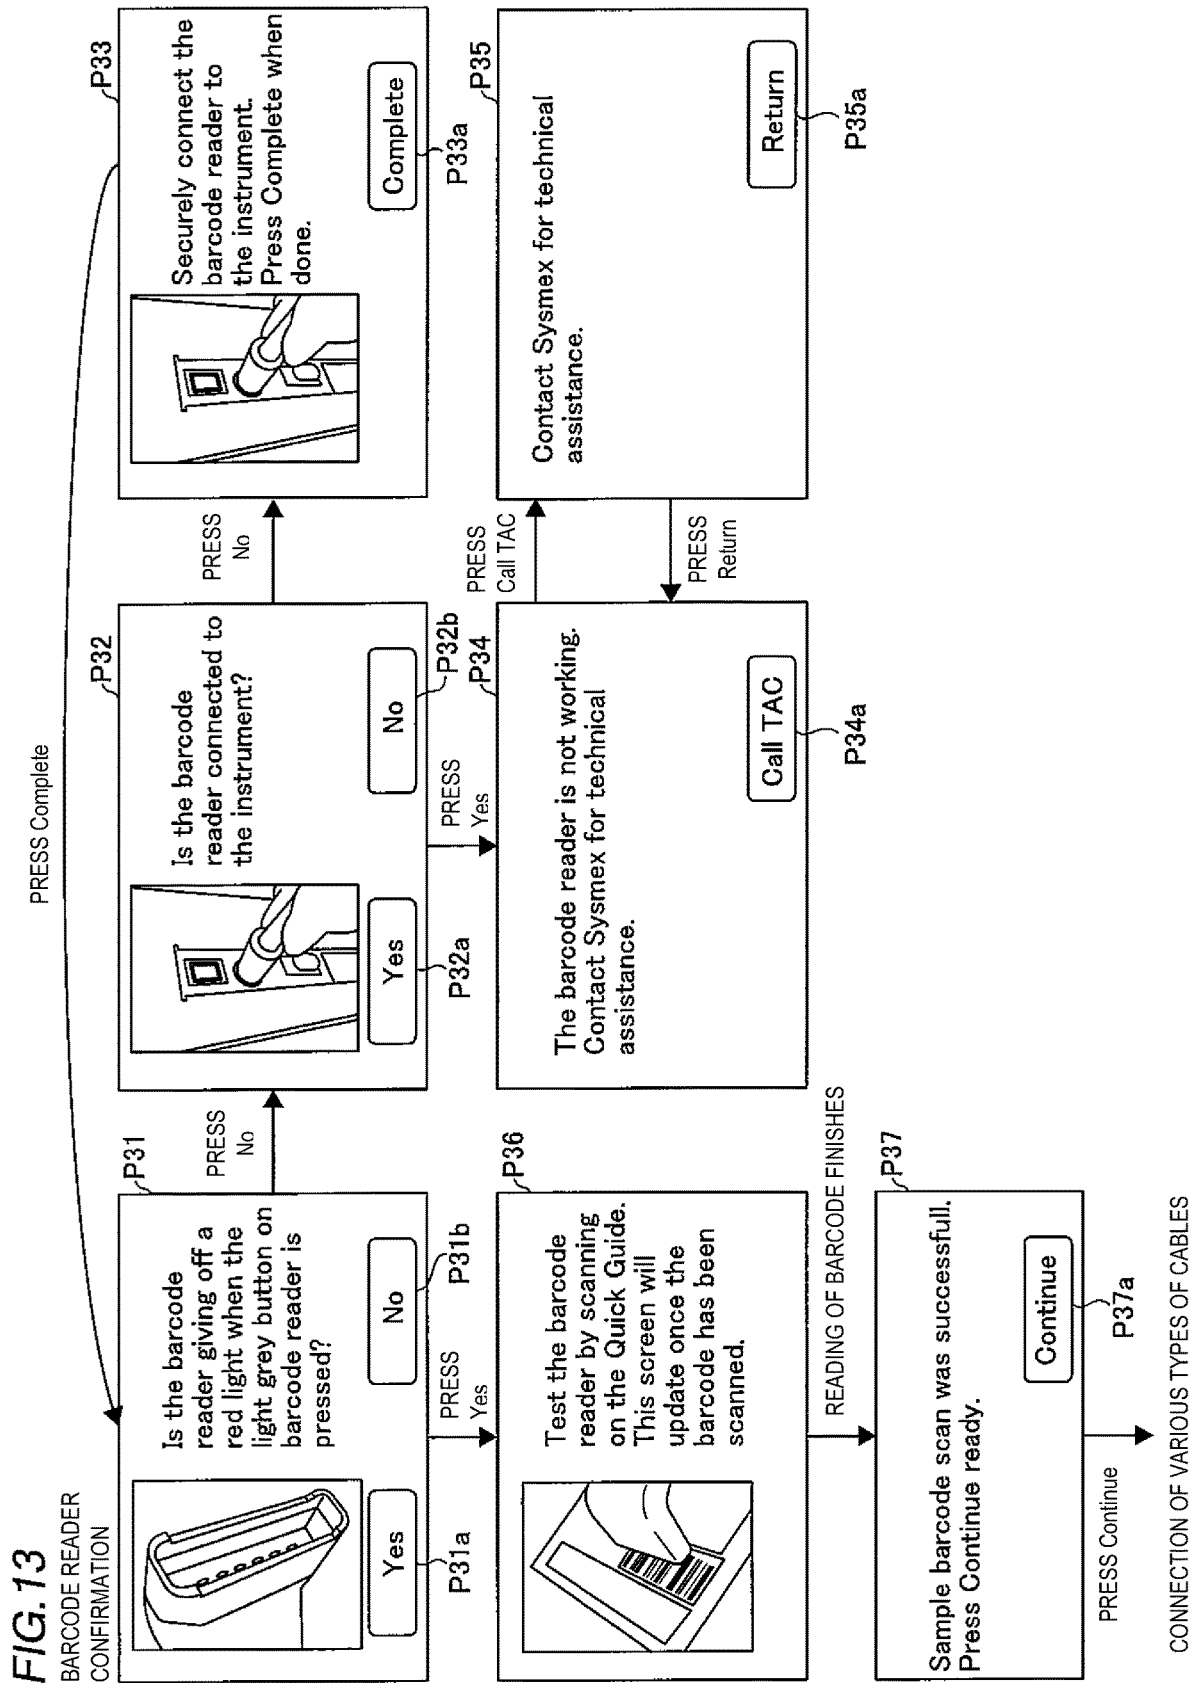 FIG.13
BARCODE READER
CONFIRMATION
PRESS Complete
P31
Is the barcode
reader giving off a
red light when the
light grey button on
barcode reader is
pressed?
Yes
No
P31a
P31b
PRESS
No
P32
Is the barcode
reader connected to
the instrument?
Yes
No
P32a
P32b
PRESS
No
P33
Securely connect the
barcode reader to
the instrument.
Press Complete when
done.
Complete
P33a
PRESS
Yes
PRESS
Yes
P36
Test the barcode
reader by scanning
on the Quick Guide.
This screen will
update once the
barcode has been
scanned.
P34
The barcode reader is not working.
Contact Sysmex for technical
assistance.
Call TAC
P34a
PRESS
Call TAC
PRESS
Return
P35
Contact Sysmex for technical
assistance.
Return
P35a
READING OF BARCODE FINISHES
P37
Sample barcode scan was successfull.
Press Continue ready.
Continue
P37a
PRESS Continue
CONNECTION OF VARIOUS TYPES OF CABLES